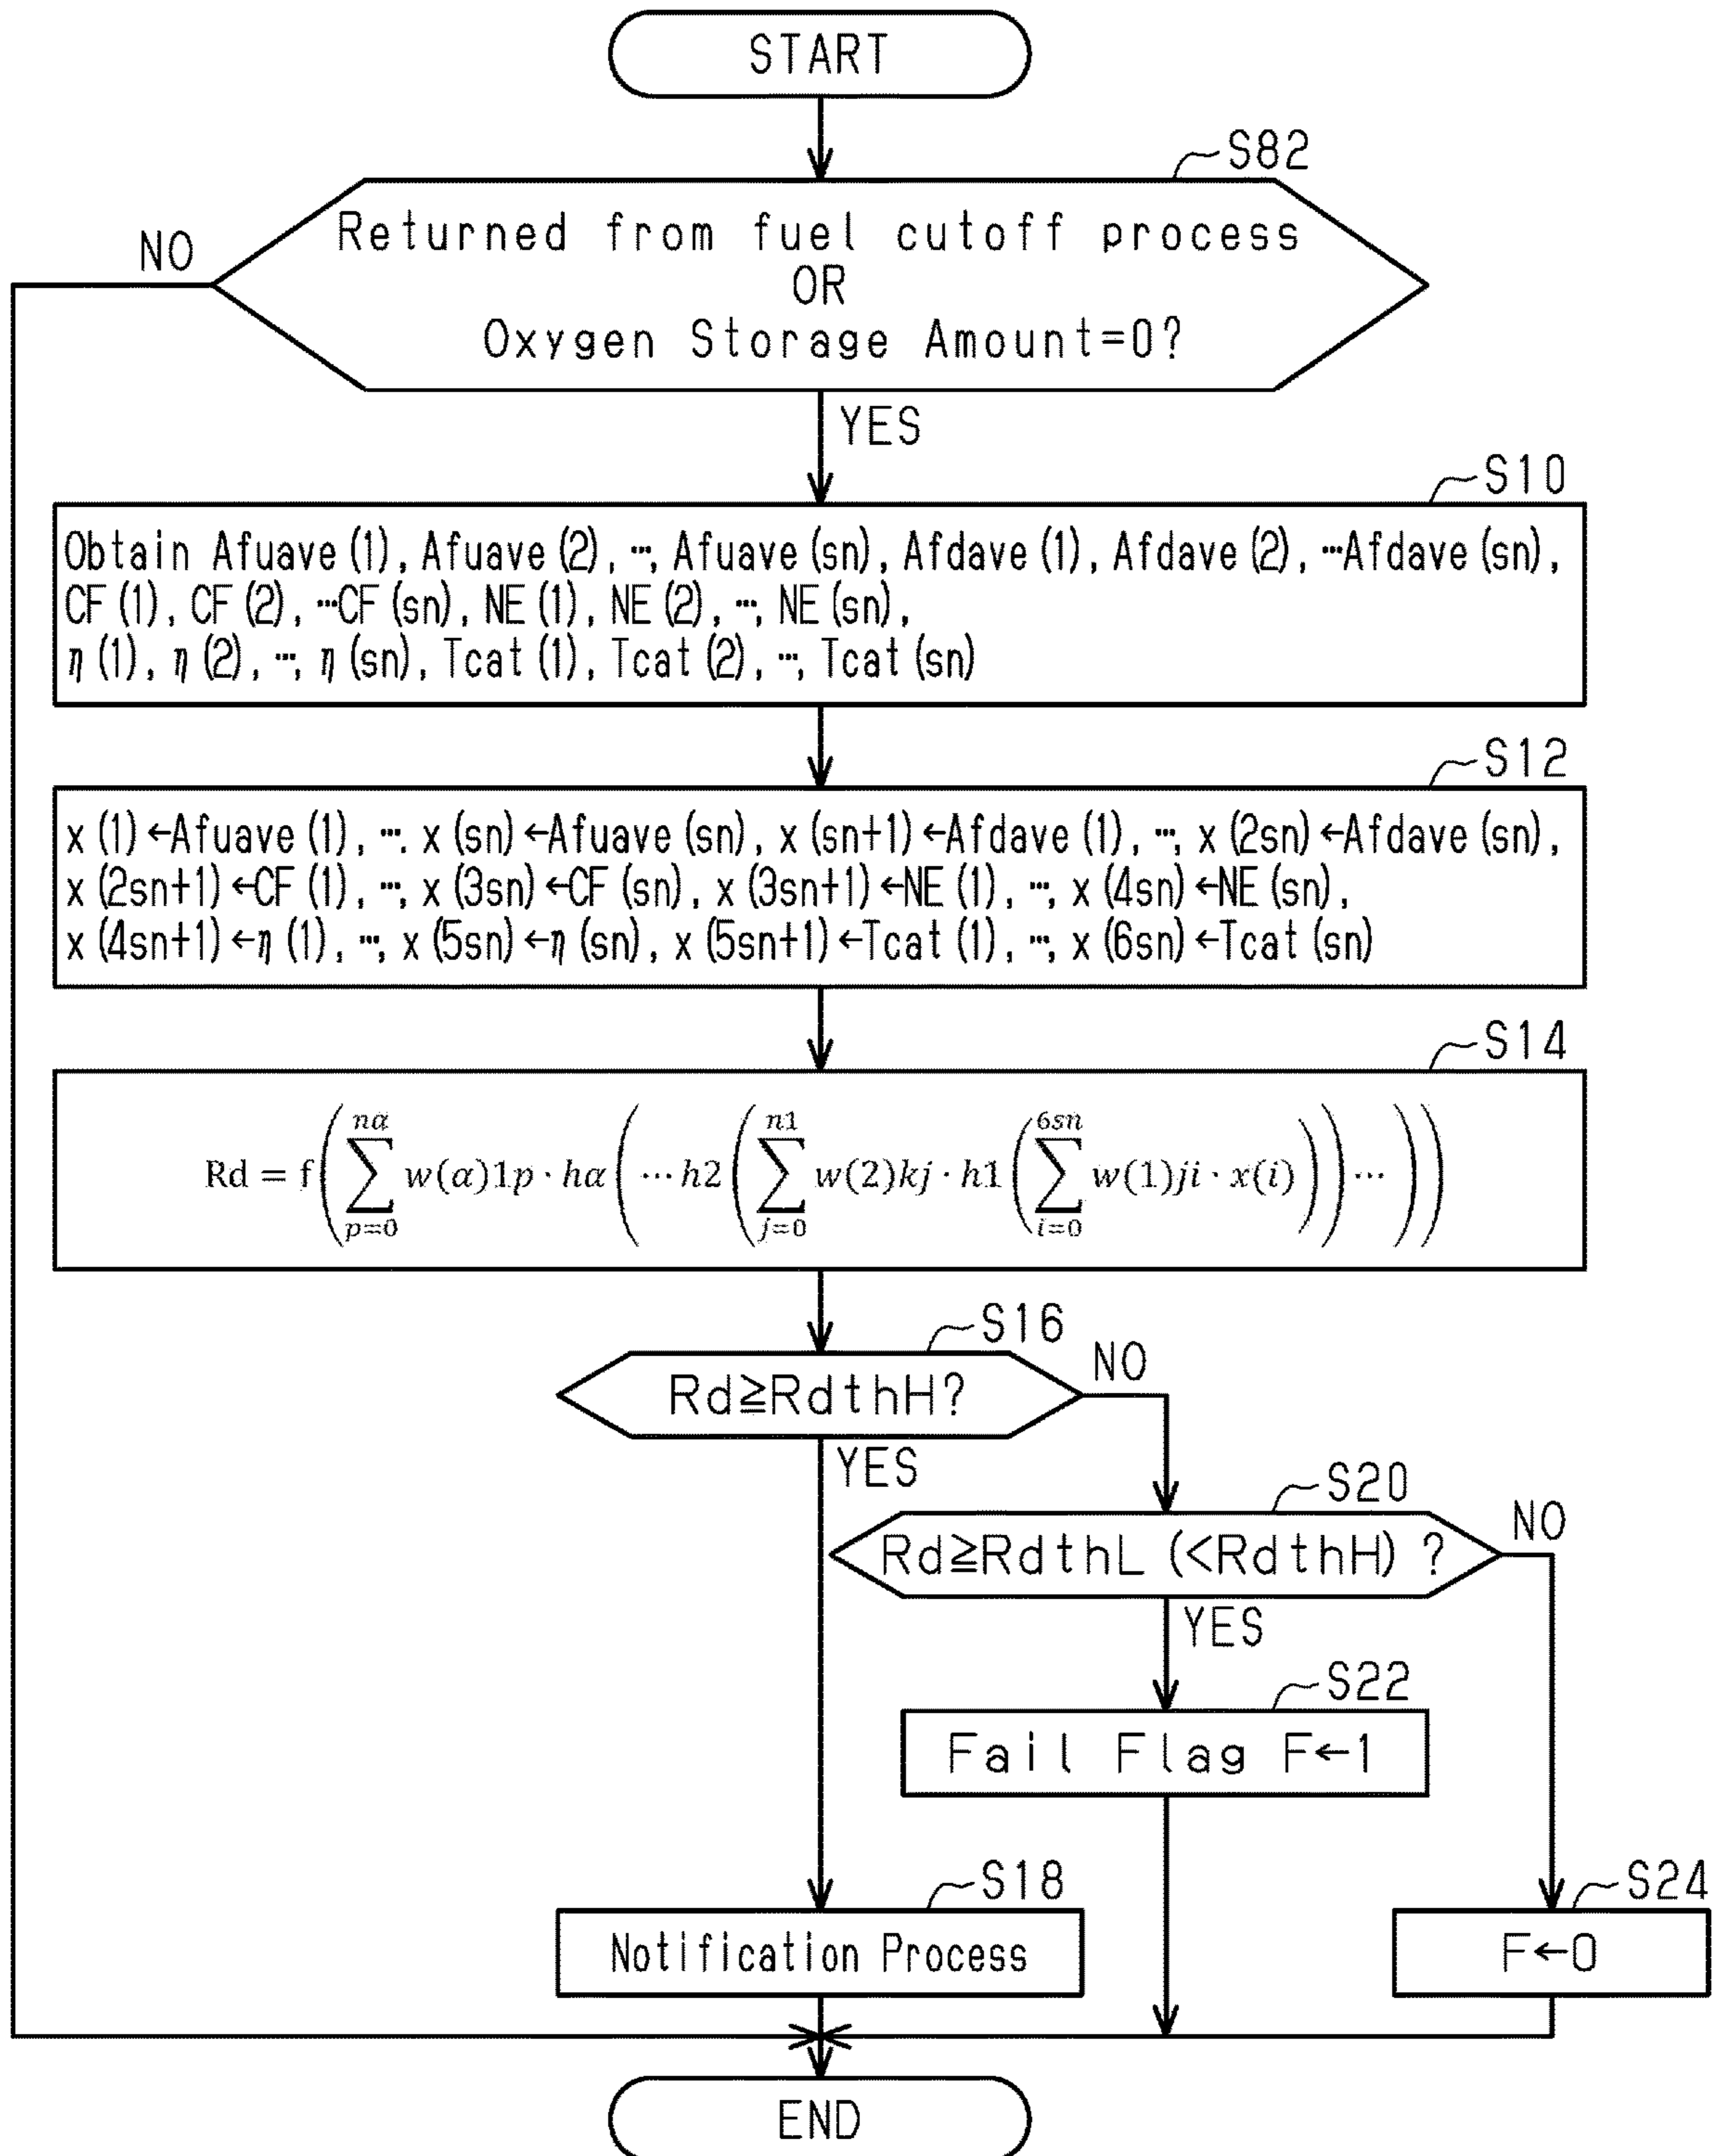 START
S82
Returned from fuel cutoff process
NO
OR
Oxygen Storage Amount=0?
YES
S10
Obtain Afuave(1), Afuave(2), …, Afuave(sn), Afdave(1), Afdave(2), …Afdave(sn),
CF(1), CF(2), …CF(sn), NE(1), NE(2), …, NE(sn),
η(1), η(2), …, η(sn), Tcat(1), Tcat(2), …, Tcat(sn)
S12
x(1)←Afuave(1), …. x(sn)←Afuave(sn), x(sn+1)←Afdave(1), …, x(2sn)←Afdave(sn),
x(2sn+1)←CF(1), …, x(3sn)←CF(sn), x(3sn+1)←NE(1), …, x(4sn)←NE(sn),
x(4sn+1)←η(1), …, x(5sn)←η(sn), x(5sn+1)←Tcat(1), …, x(6sn)←Tcat(sn)
S14
Rd = f(∑_{p=0}^{nα} w(α)1p · hα(… h2(∑_{j=0}^{n1} w(2)kj · h1(∑_{i=0}^{6sn} w(1)ji · x(i)))…))
S16
Rd≧RdthH?
NO
YES
S20
Rd≧RdthL (<RdthH) ?
NO
YES
S22
Fail Flag F←1
S18
Notification Process
S24
F←0
END